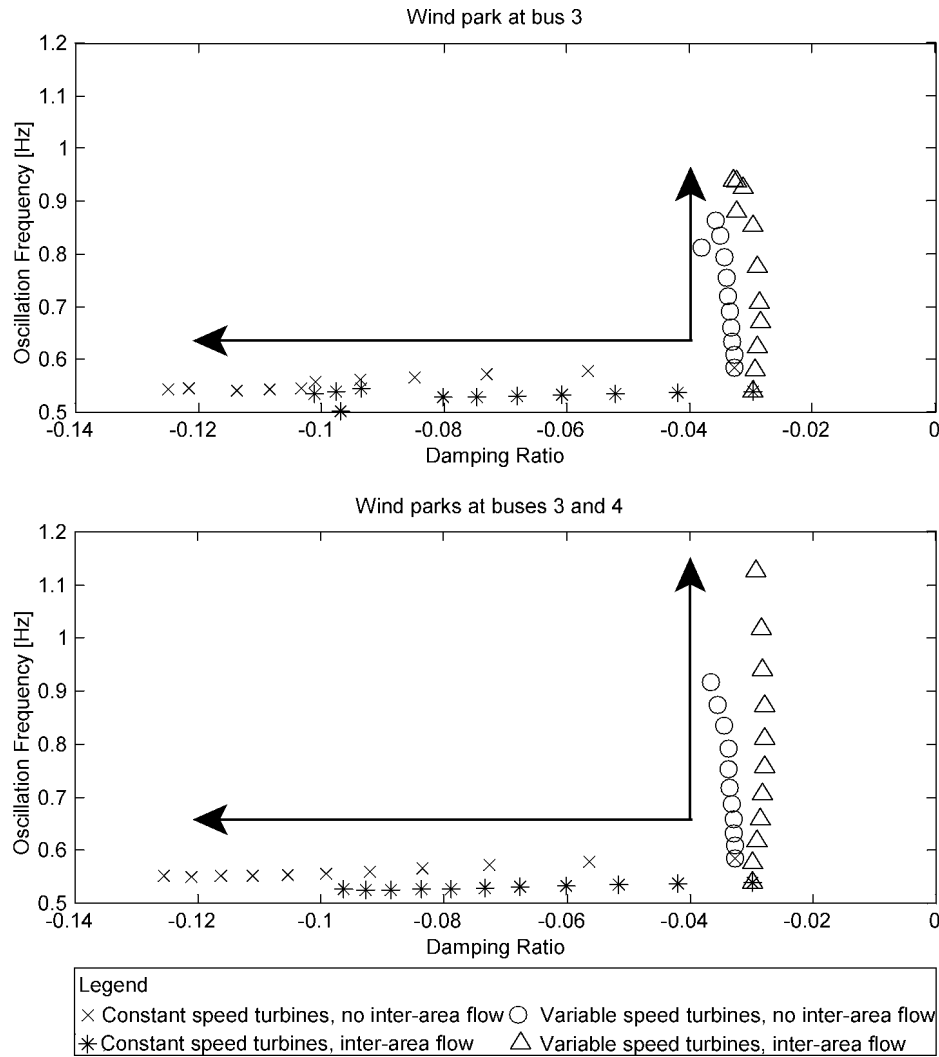 Wind park at bus 3
1.2
1.1
1
0.9
0.8
0.7
0.6
0.5
Oscillation Frequency [Hz]
-0.14 -0.12 -0.1 -0.08 -0.06 -0.04 -0.02 0
Damping Ratio
Wind parks at buses 3 and 4
1.2
1.1
1
0.9
0.8
0.7
0.6
0.5
Oscillation Frequency [Hz]
-0.14 -0.12 -0.1 -0.08 -0.06 -0.04 -0.02 0
Damping Ratio
Legend
Constant speed turbines, no inter-area flow Variable speed turbines, no inter-area flow
Constant speed turbines, inter-area flow Variable speed turbines, inter-area flow